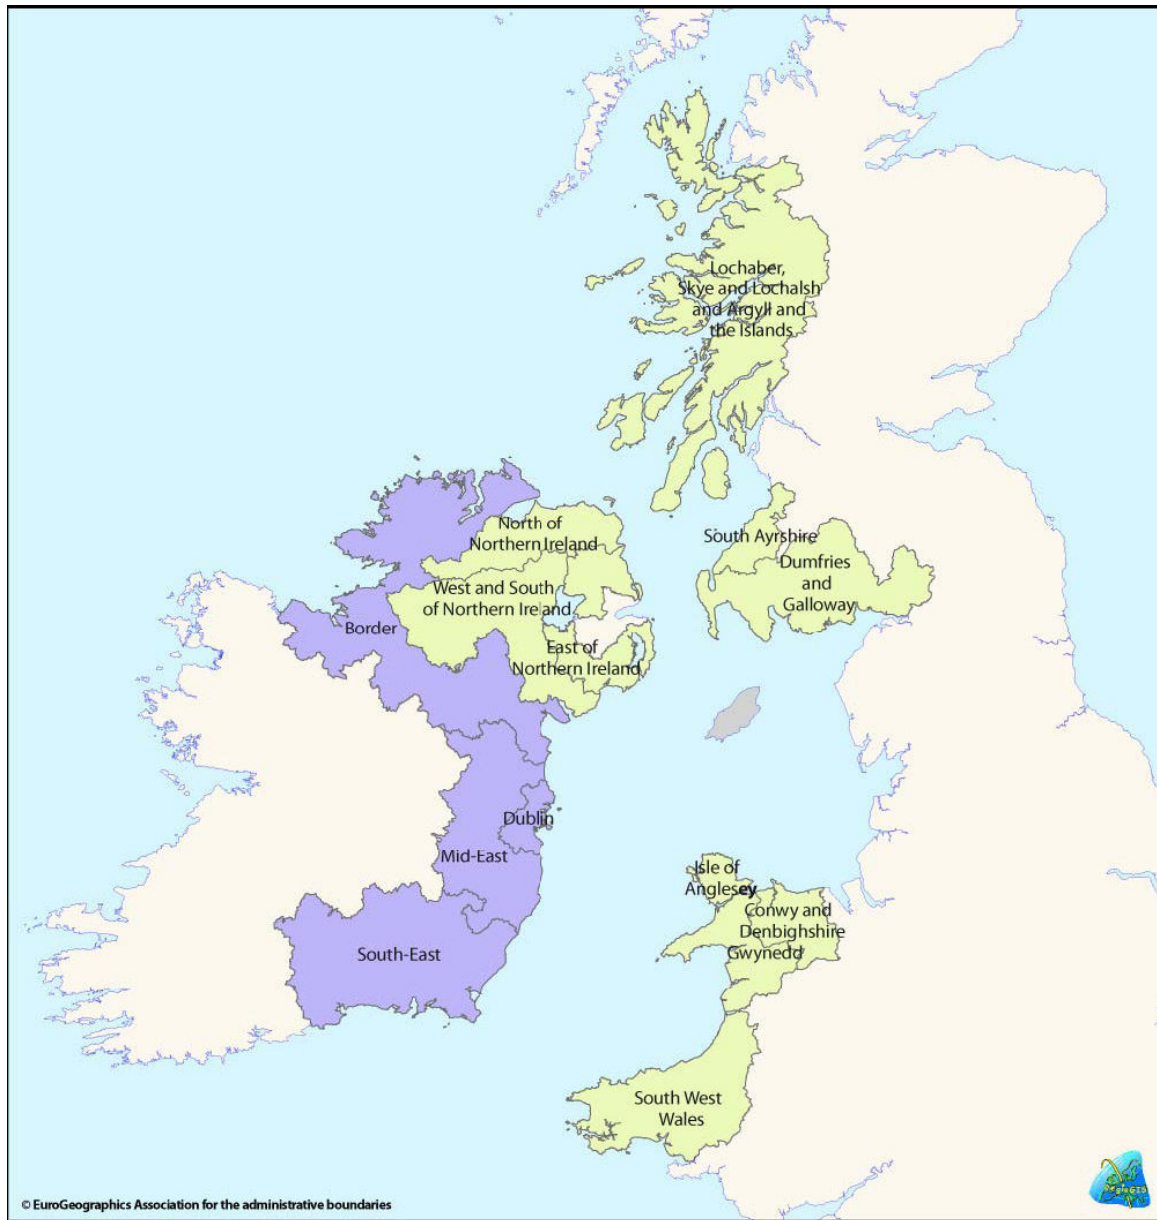 Lochaber,
Skye and Lochalsh
and Argyll and
the Islands
North of
Northern Ireland
South Ayrshire
Dumfries
and
Galloway
West and South
of Northern Ireland
Border
East of
Northern Ireland
Dublin
Mid-East
Isle of
Anglesey
Conwy and
Denbighshire
Gwynedd
South-East
South West
Wales
© EuroGeographics Association for the administrative boundaries